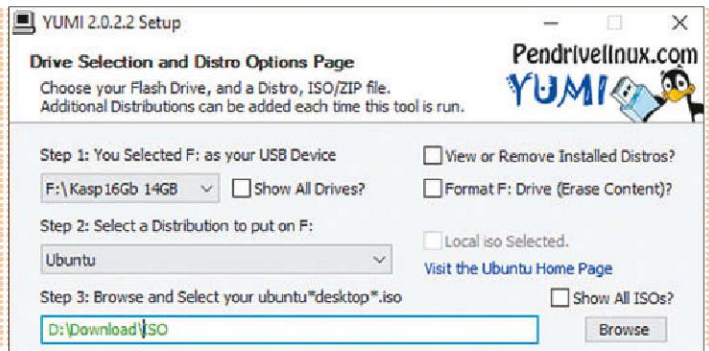 YUMI 2.0.2.2 Setup
Drive Selection and Distro Options Page
Choose your Flash Drive, and a Distro, ISO/ZIP file.
Additional Distributions can be added each time this tool is run.
Pendrivelinux.com
YUMI
Step 1: You Selected F: as your USB Device
View or Remove Installed Distros?
F:\Kasp16Gb 14GB
Show All Drives?
Format F: Drive (Erase Content)?
Step 2: Select a Distribution to put on F:
Local iso Selected.
Ubuntu
Visit the Ubuntu Home Page
Step 3: Browse and Select your ubuntu*desktop*.iso
Show All ISOs?
D:\Download\ISO
Browse